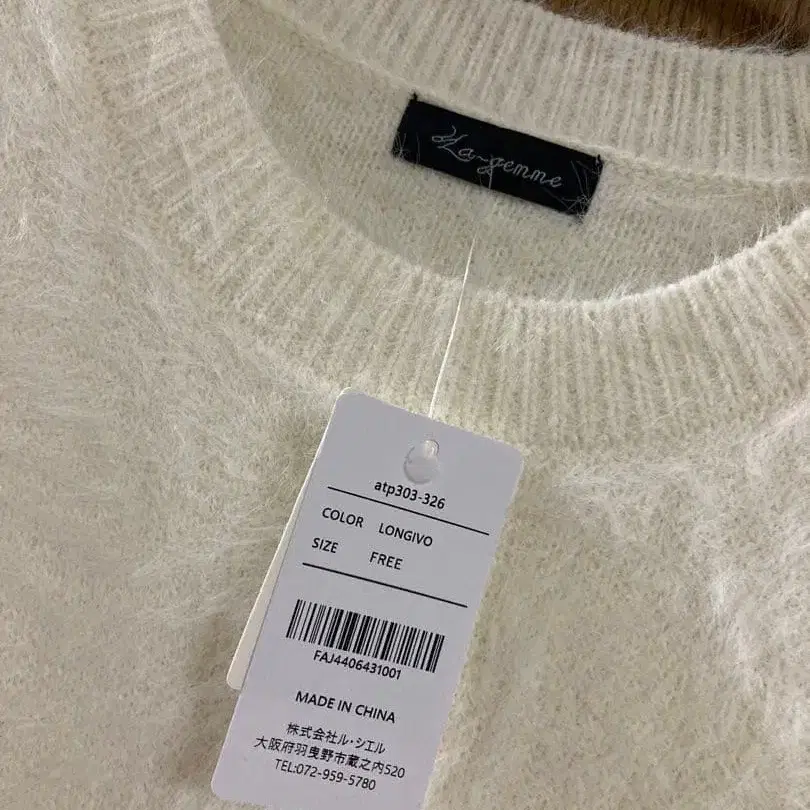 La-gemme
atp303-326
COLOR LONGIVO
SIZE FREE
FAJ4406431001
MADE IN CHINA
株式会社ル・シエル
大阪府羽曳野市蔵之内520
TEL:072-959-5780